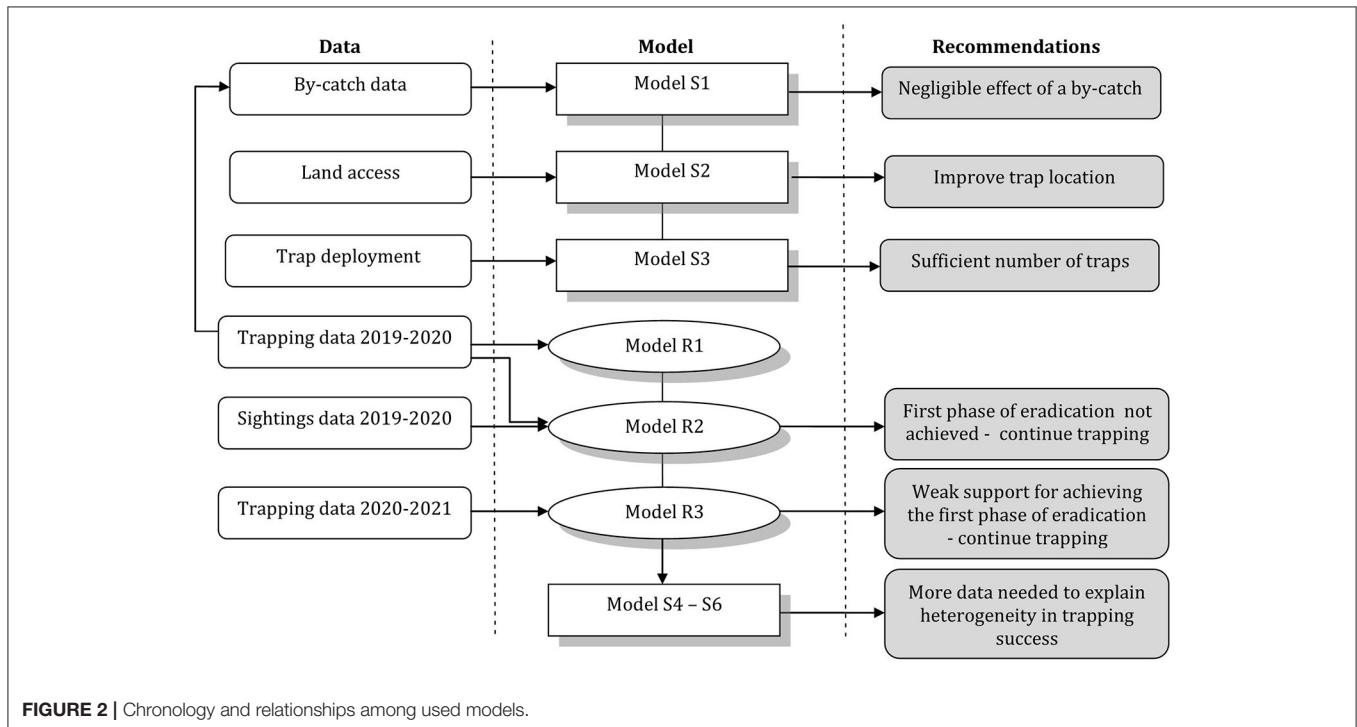 Data
Model
Recommendations
By-catch data
Model S1
Negligible effect of a by-catch
Land access
Model S2
Improve trap location
Trap deployment
Model S3
Sufficient number of traps
Trapping data 2019-2020
Model R1
Sightings data 2019-2020
Model R2
First phase of eradication not
achieved - continue trapping
Trapping data 2020-2021
Model R3
Weak support for achieving
the first phase of eradication
- continue trapping
Model S4 – S6
More data needed to explain
heterogeneity in trapping
success
FIGURE 2 | Chronology and relationships among used models.